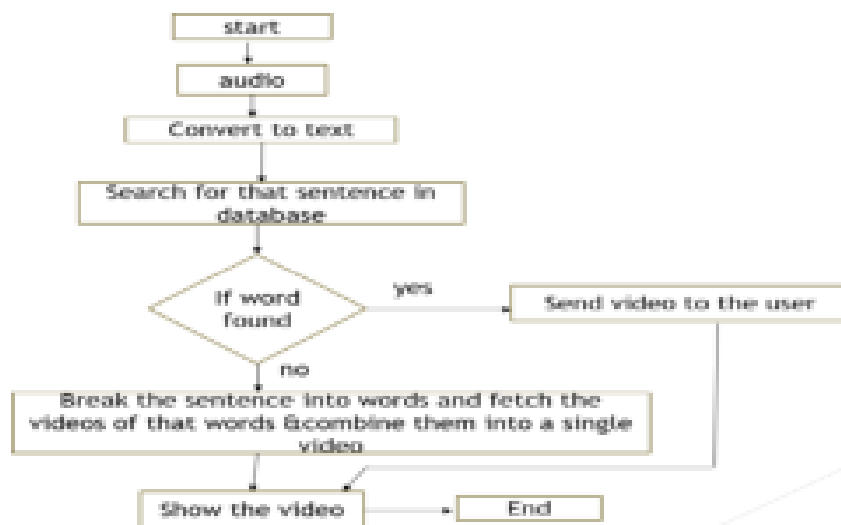 start
audio
Convert to text
Search for that sentence in
database
If word
found
yes
Send video to the user
no
Break the sentence into words and fetch the
videos of that words &combine them into a single
video
Show the video
End